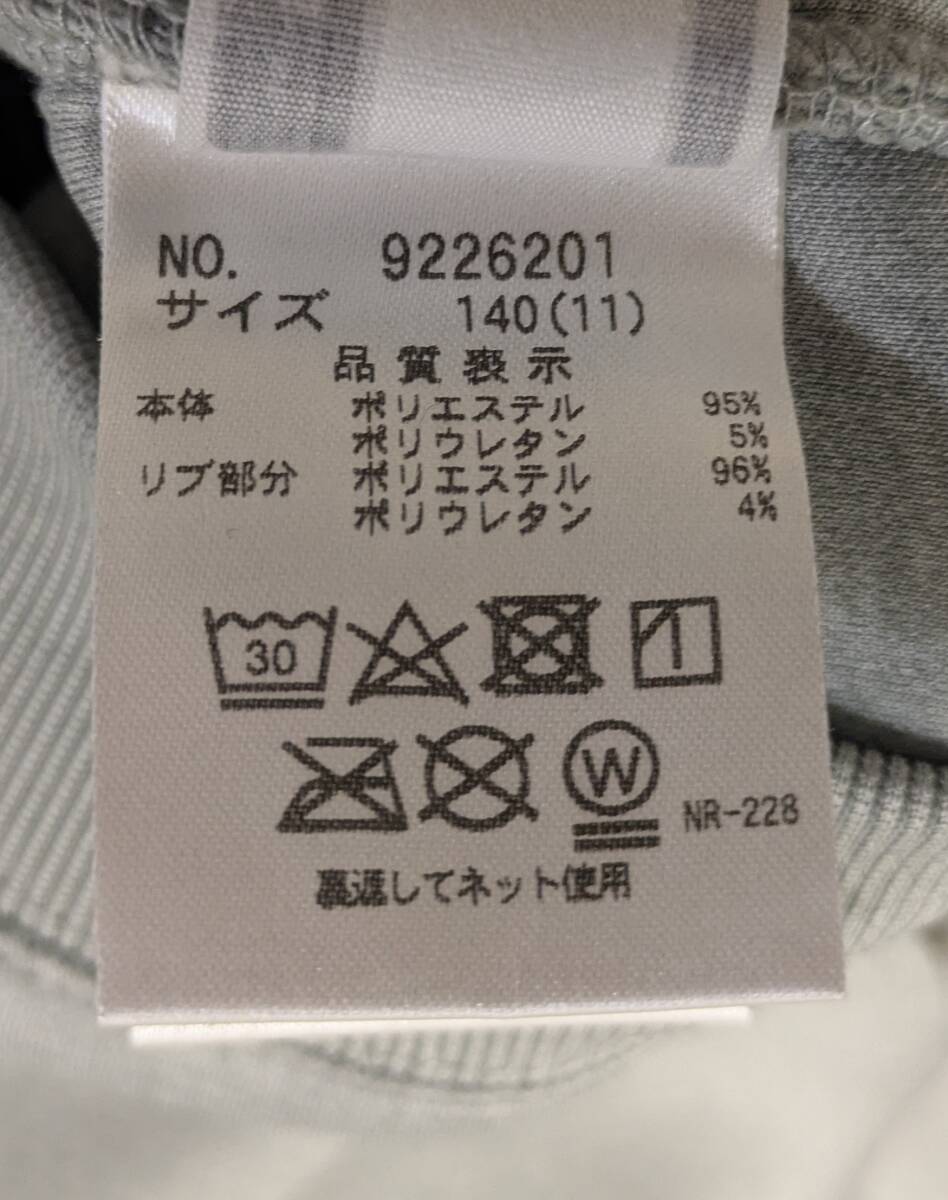 NO. 9226201
サイズ 140(11)
品質表示
本体 ポリエステル 95%
ポリウレタン 5%
リブ部分 ポリエステル 96%
ポリウレタン 4%
30
W NR-228
裏返してネット使用